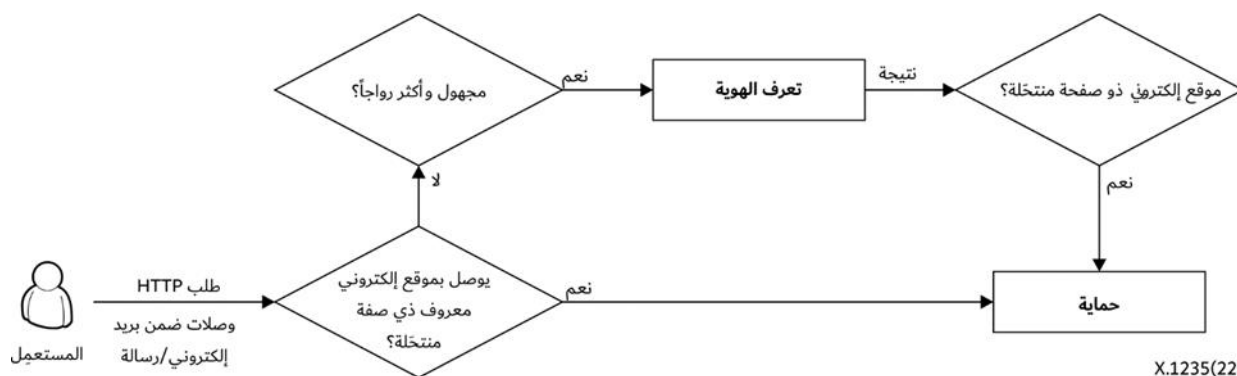 مجهول وأكثر رواجاً؟
نعم
تعرف الهوية
نتيجة
موقع إلكتروني ذو صفحة منتحَلة؟
لا
نعم
المستعمِل
طلب HTTP
وصلات ضمن بريد
إلكتروني/رسالة
يوصل بموقع إلكتروني
معروف ذي صفة
منتحَلة؟
نعم
حماية
X.1235(22